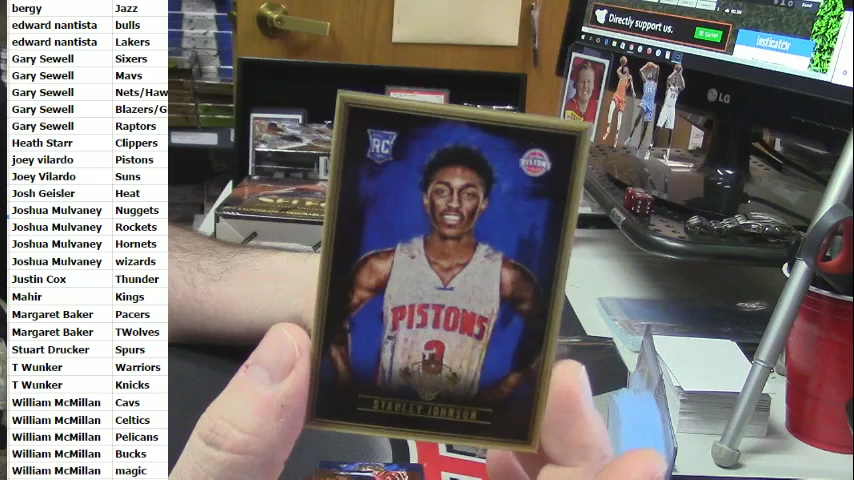 bergy Jazz
edward nantista bulls
edward nantista Lakers
Gary Sewell Sixers
Gary Sewell Mavs
Gary Sewell Nets/Haw
Gary Sewell Blazers/G
Gary Sewell Raptors
Heath Starr Clippers
joey vilardo Pistons
Joey Vilardo Suns
Josh Geisler Heat
Joshua Mulvaney Nuggets
Joshua Mulvaney Rockets
Joshua Mulvaney Hornets
Joshua Mulvaney wizards
Justin Cox Thunder
Mahir Kings
Margaret Baker Pacers
Margaret Baker TWolves
Stuart Drucker Spurs
T Wunker Warriors
T Wunker Knicks
William McMillan Cavs
William McMillan Celtics
William McMillan Pelicans
William McMillan Bucks
William McMillan magic
Directly support us.
LG
RC
PISTONS
PISTONS
3
STANLEY JOHNSON